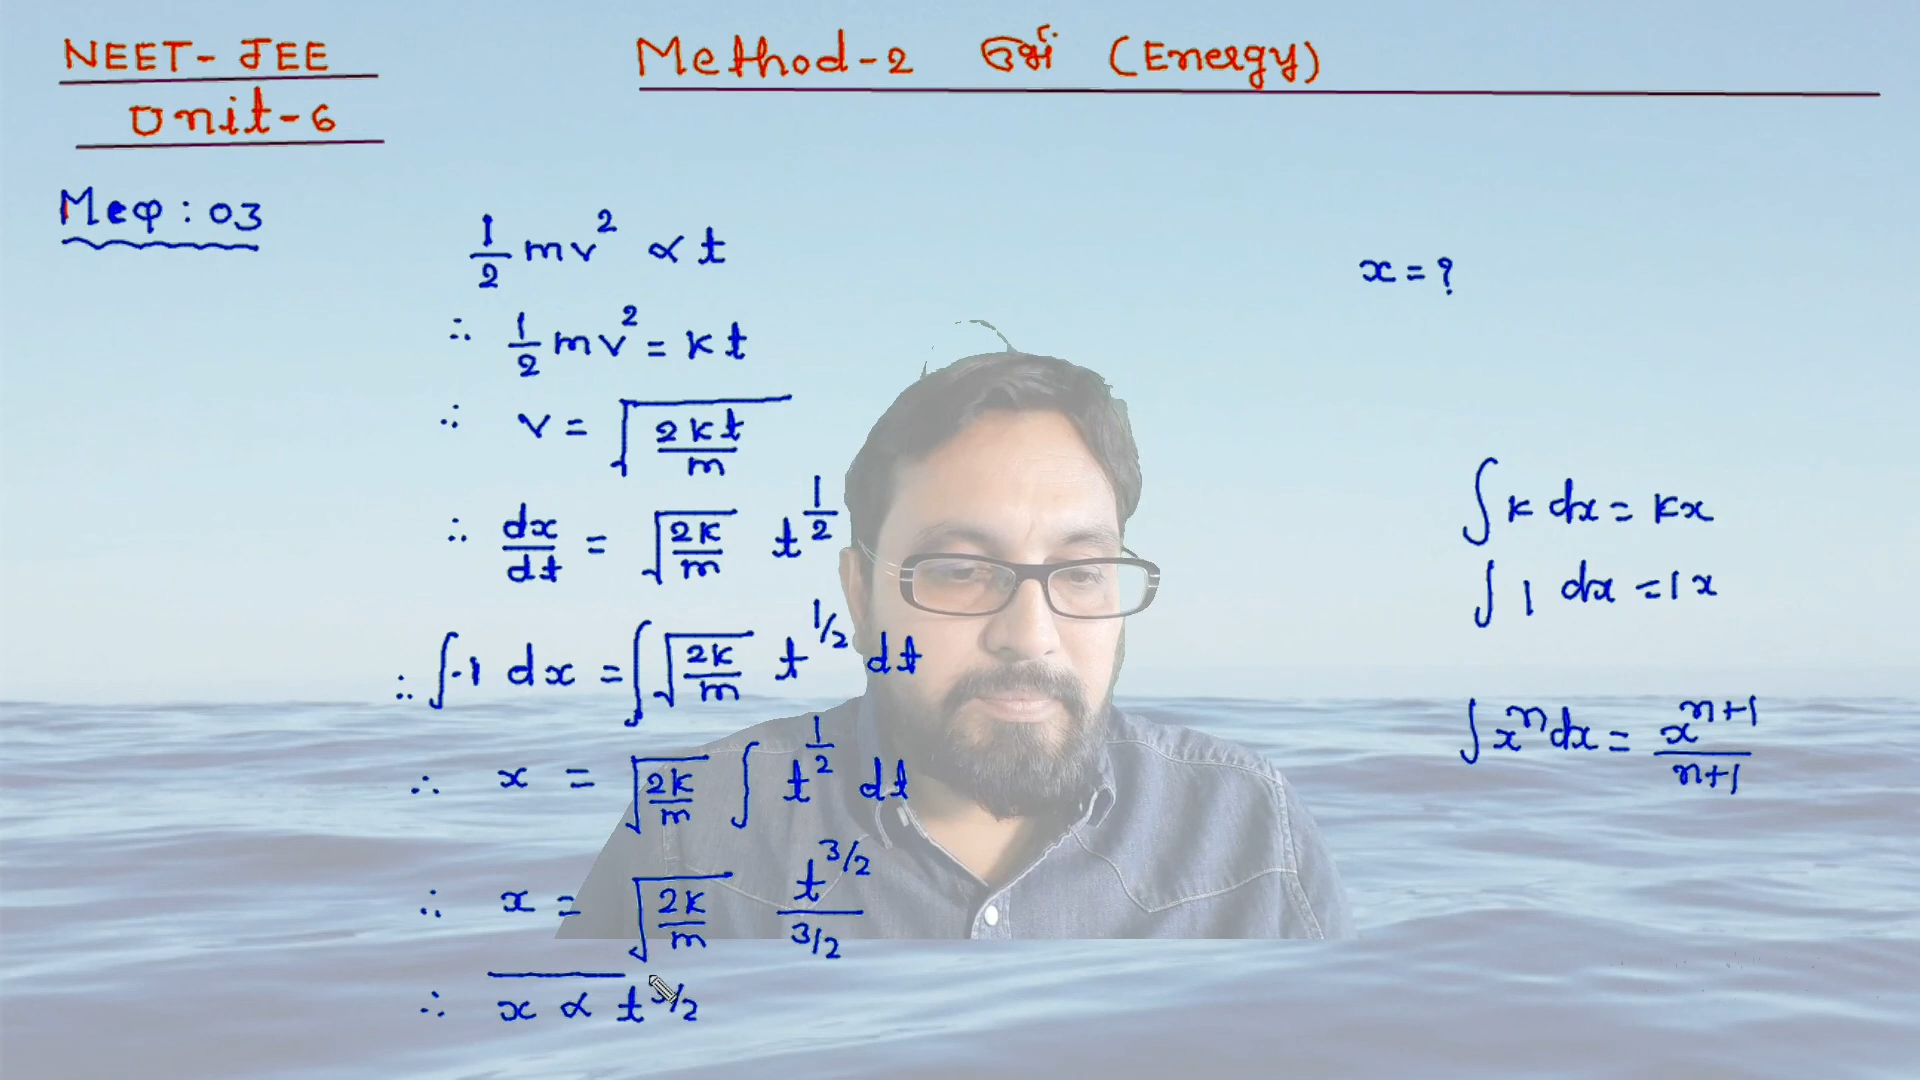 NEET- JEE
Unit-6
Method-2 ઉર્જા (Energy)
Mcq : 03
1/2 mv² ∝ t
∴ 1/2 mv² = kt
∴ v = √(2kt/m)
∴ dx/dt = √(2k/m) t^1/2
∴ ∫1 dx = ∫√(2k/m) t^1/2 dt
∴ x = √(2k/m) ∫ t^1/2 dt
∴ x = √(2k/m) t^3/2 / 3/2
∴ x ∝ t^3/2
x = ?
∫k dx = kx
∫1 dx = 1x
∫xⁿ dx = x^n+1 / n+1